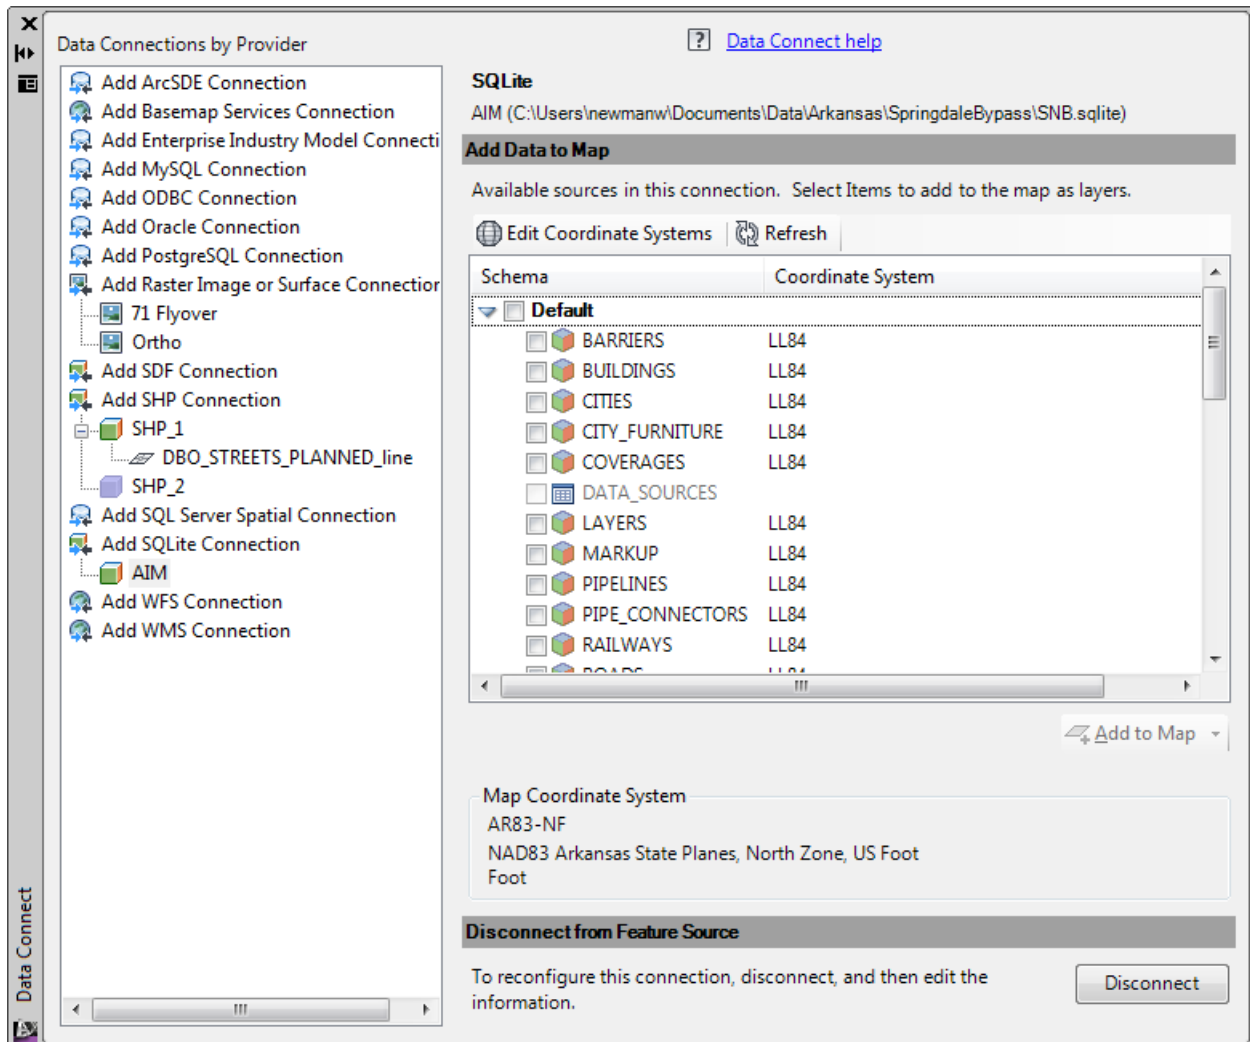 Data Connections by Provider
? Data Connect help
Add ArcSDE Connection
Add Basemap Services Connection
Add Enterprise Industry Model Connecti
Add MySQL Connection
Add ODBC Connection
Add Oracle Connection
Add PostgreSQL Connection
Add Raster Image or Surface Connection
71 Flyover
Ortho
Add SDF Connection
Add SHP Connection
SHP_1
DBO_STREETS_PLANNED_line
SHP_2
Add SQL Server Spatial Connection
Add SQLite Connection
AIM
Add WFS Connection
Add WMS Connection
SQLite
AIM (C:\Users\newmanw\Documents\Data\Arkansas\SpringdaleBypass\SNB.sqlite)
Add Data to Map
Available sources in this connection. Select Items to add to the map as layers.
Edit Coordinate Systems Refresh
Schema Coordinate System
Default
BARRIERS LL84
BUILDINGS LL84
CITIES LL84
CITY_FURNITURE LL84
COVERAGES LL84
DATA_SOURCES
LAYERS LL84
MARKUP LL84
PIPELINES LL84
PIPE_CONNECTORS LL84
RAILWAYS LL84
ROADS LL84
Add to Map
Map Coordinate System
AR83-NF
NAD83 Arkansas State Planes, North Zone, US Foot
Foot
Disconnect from Feature Source
To reconfigure this connection, disconnect, and then edit the
information.
Disconnect
Data Connect